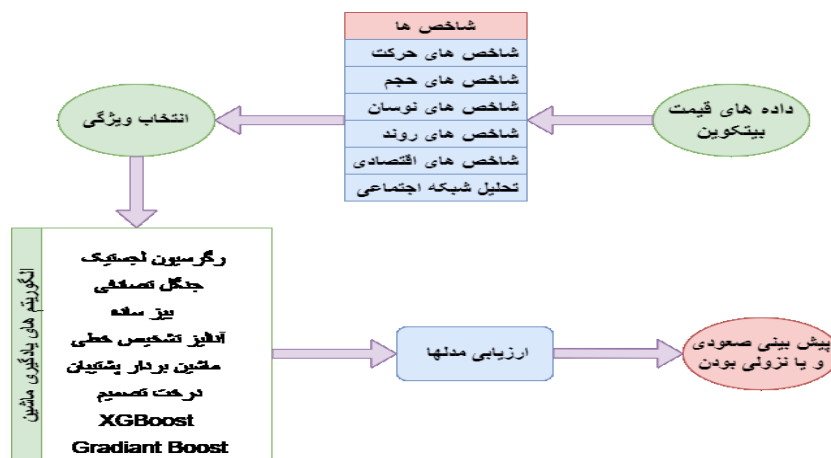 شاخص ها
شاخص های حرکت
شاخص های حجم
شاخص های نوسان
شاخص های روند
شاخص های اقتصادی
تحلیل شبکه اجتماعی
داده های قیمت
بیتکوین
انتخاب ویژگی
الگوریتم های یادگیری ماشین
رگرسیون لجستیک
جنگل تصادفی
بیز ساده
آنالیز تشخیص خطی
ماشین بردار پشتیبان
درخت تصمیم
XGBoost
Gradiant Boost
ارزیابی مدلها
پیش بینی صعودی
و یا نزولی بودن